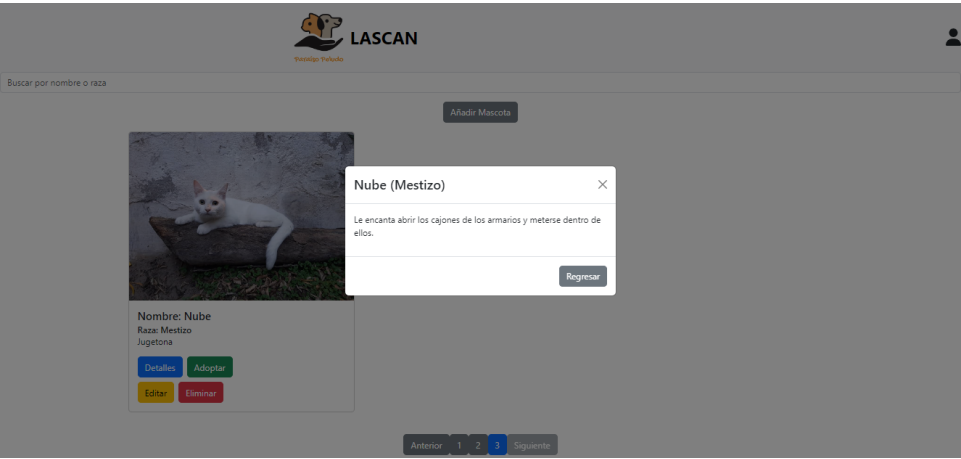 LASCAN
Buscar por nombre o raza
Añadir Mascota
Nube (Mestizo)
Le encanta abrir los cajones de los armarios y meterse dentro de
ellos.
Regresar
Nombre: Nube
Raza: Mestizo
Jugetona
Detalles Adoptar
Editar Eliminar
Anterior 1 2 3 Siguiente